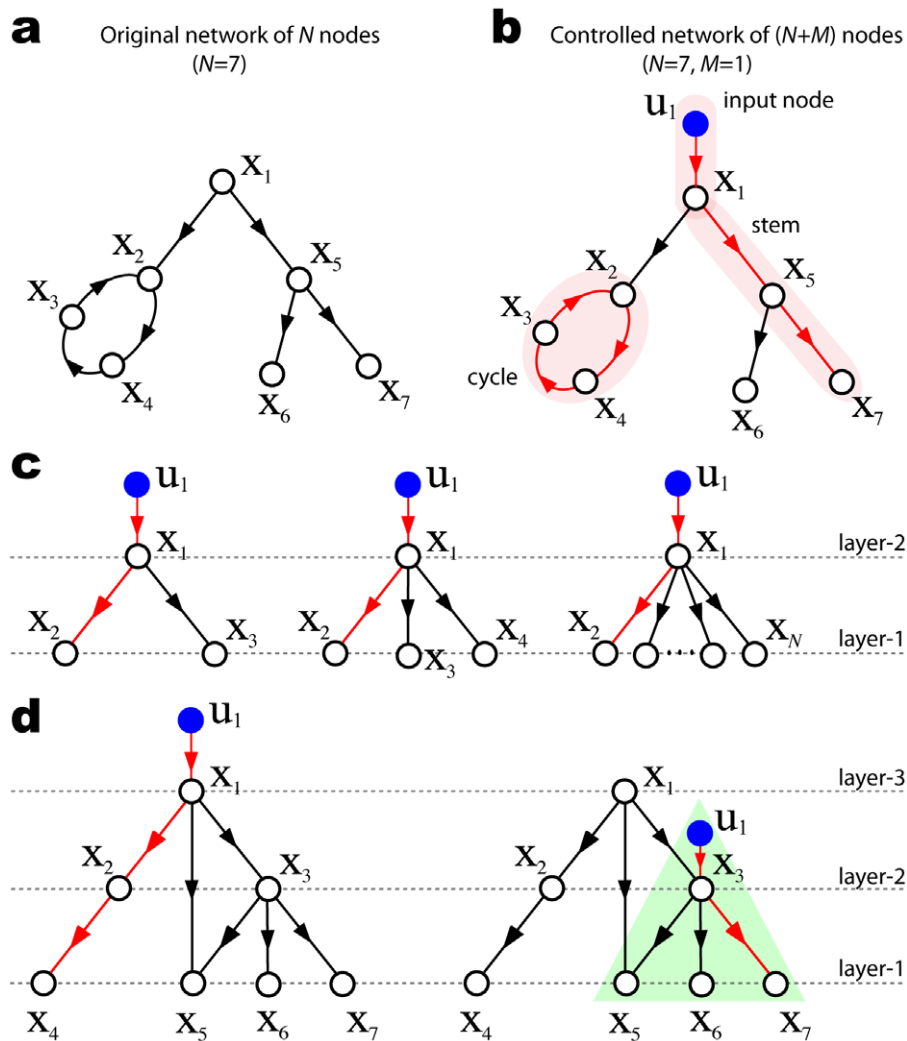 a
Original network of N nodes
(N=7)
x₁
x₂
x₅
x₃
x₄
x₆
x₇
b
Controlled network of (N+M) nodes
(N=7, M=1)
u₁
input node
x₁
stem
x₂
x₅
x₃
cycle
x₄
x₆
x₇
c
u₁
u₁
u₁
x₁
x₁
x₁
layer-2
x₂
x₃
x₂
x₃
x₄
x₂
...
x_N
layer-1
d
u₁
x₁
x₁
layer-3
u₁
x₂
x₃
x₂
x₃
layer-2
layer-1
x₄
x₅
x₆
x₇
x₄
x₅
x₆
x₇